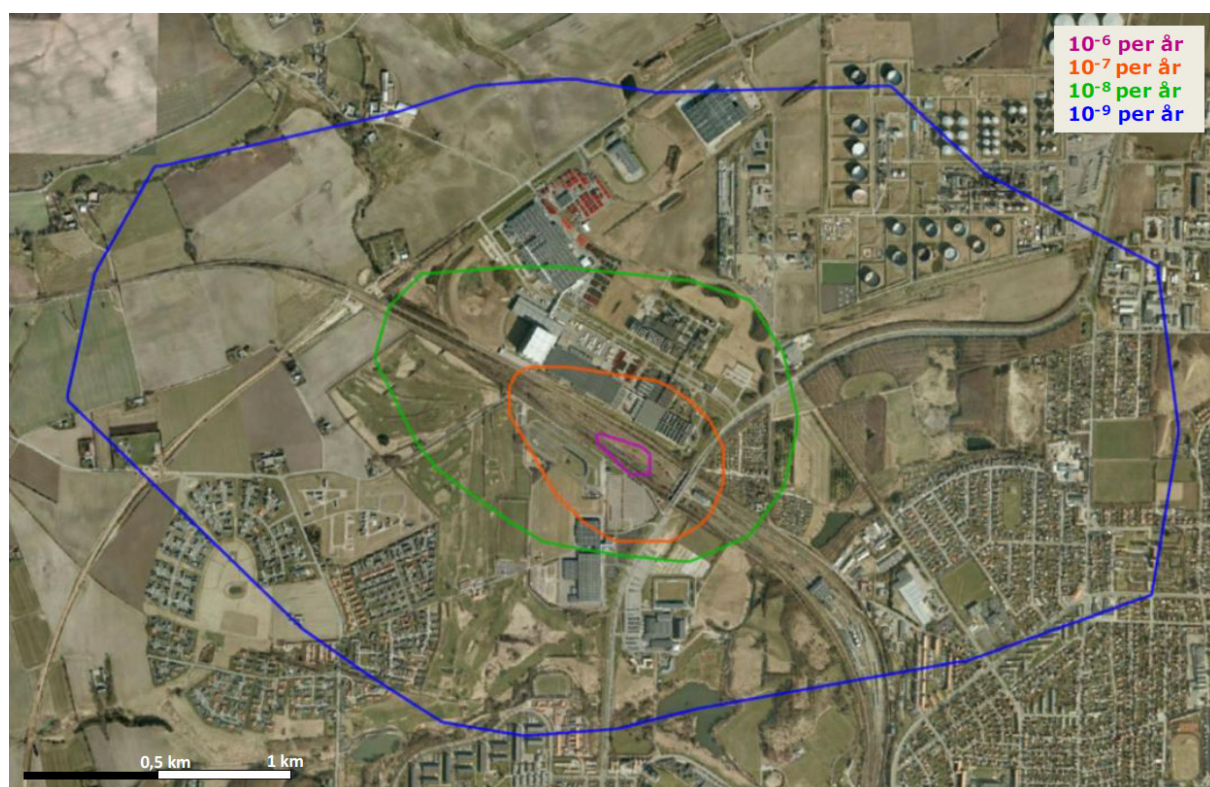 10⁻⁶ per år
10⁻⁷ per år
10⁻⁸ per år
10⁻⁹ per år
0,5 km
1 km